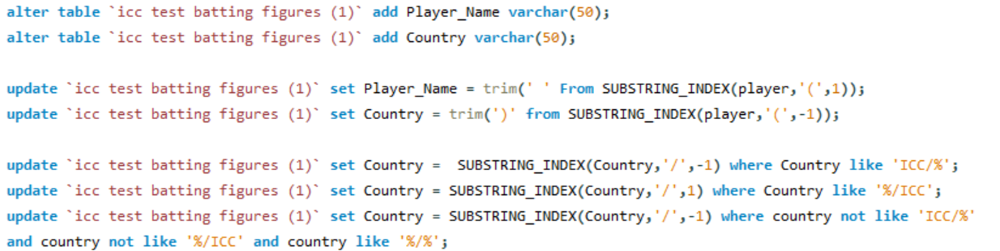 alter table `icc test batting figures (1)` add Player_Name varchar(50);
alter table `icc test batting figures (1)` add Country varchar(50);
update `icc test batting figures (1)` set Player_Name = trim(' ' From SUBSTRING_INDEX(player,'(',1));
update `icc test batting figures (1)` set Country = trim(')' from SUBSTRING_INDEX(player,'(',-1));
update `icc test batting figures (1)` set Country =  SUBSTRING_INDEX(Country,'/',-1) where Country like 'ICC/%';
update `icc test batting figures (1)` set Country = SUBSTRING_INDEX(Country,'/',1) where Country like '%/ICC';
update `icc test batting figures (1)` set Country = SUBSTRING_INDEX(Country,'/',-1) where country not like 'ICC/%'
and country not like '%/ICC' and country like '%/%';